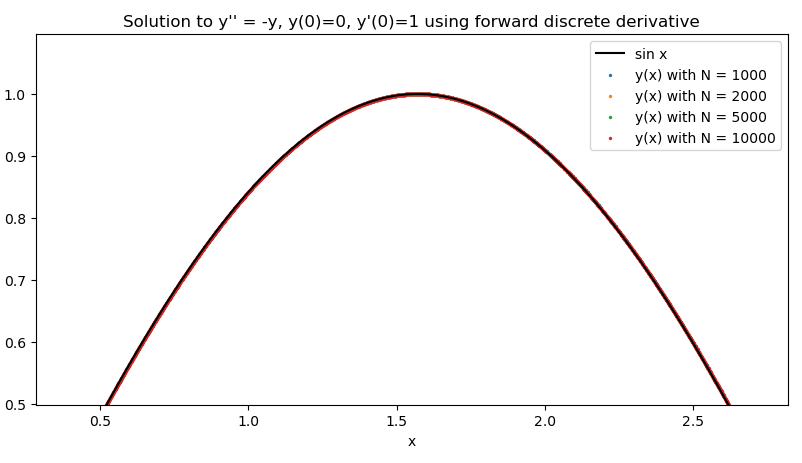 Solution to y'' = -y, y(0)=0, y'(0)=1 using forward discrete derivative
sin x
y(x) with N = 1000
y(x) with N = 2000
y(x) with N = 5000
y(x) with N = 10000
1.0
0.9
0.8
0.7
0.6
0.5
0.5 1.0 1.5 2.0 2.5
x